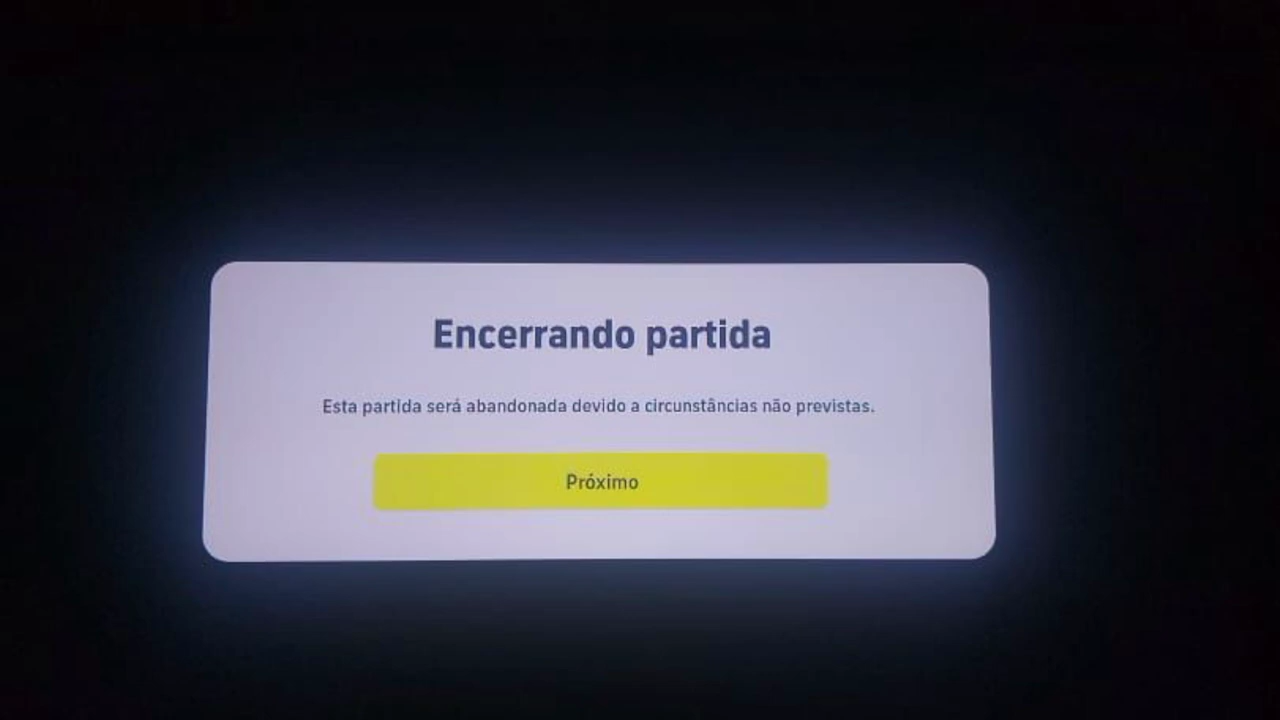 Encerrando partida
Esta partida será abandonada devido a circunstâncias não previstas.
Próximo